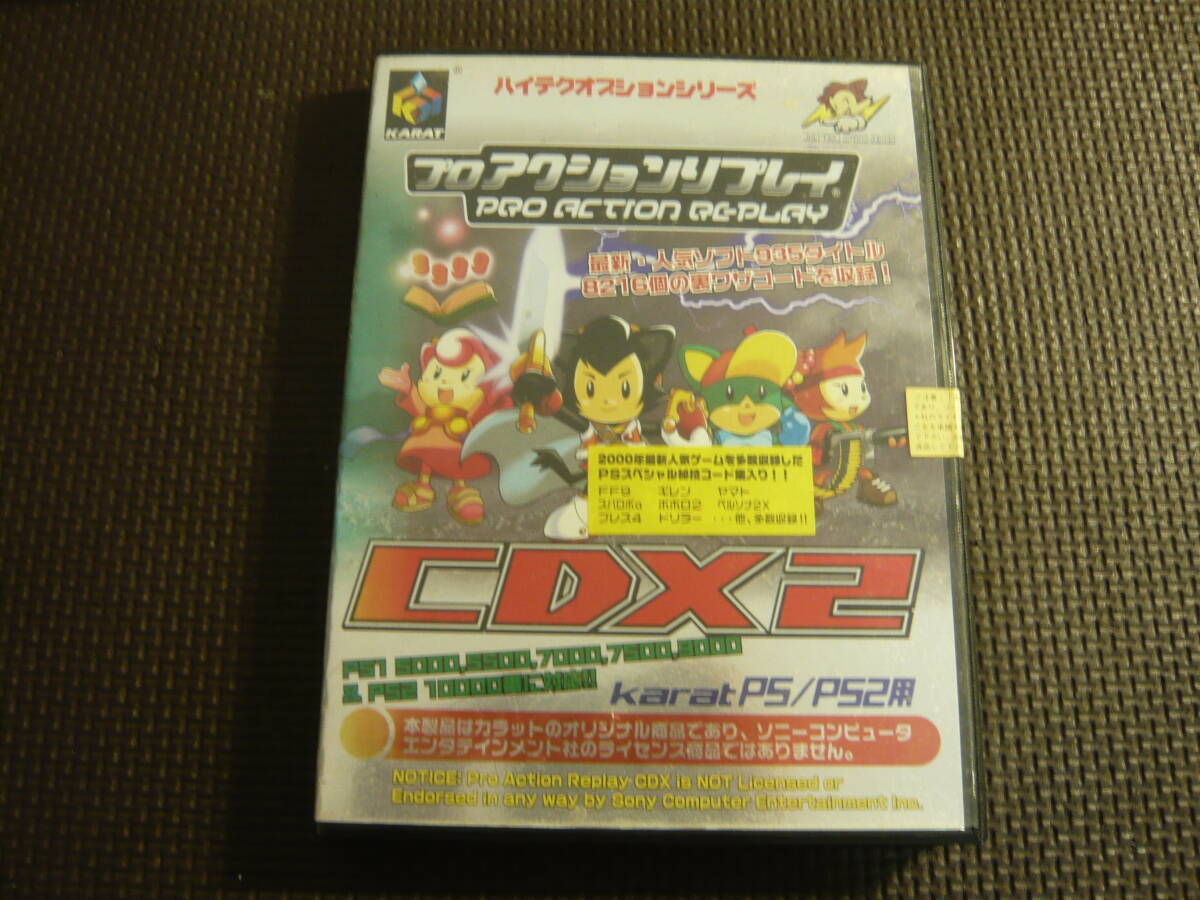 KARAT
®
ハイテクオプションシリーズ
プロアクションリプレイ®
PRO ACTION REPLAY
最新・人気ソフト935タイトル
8216個の裏ワザコードを収録!
2000年最新人気ゲームを多数収録した
PSスペシャル秘技コード集入り!!
FF9 ギレン ヤマト
スパロボα ポポロ2 ペルソナ2X
ブレス4 ドリラー ・・・他、多数収録!!
CDX2
PS1 5000,5500,7000,7500,9000
& PS2 10000番に対応!!
karat PS/PS2用
本製品はカラットのオリジナル商品であり、ソニーコンピュータ
エンタテインメント社のライセンス商品ではありません。
NOTICE: Pro Action Replay CDX is NOT Licensed or
Endorsed in any way by Sony Computer Entertainment Inc.